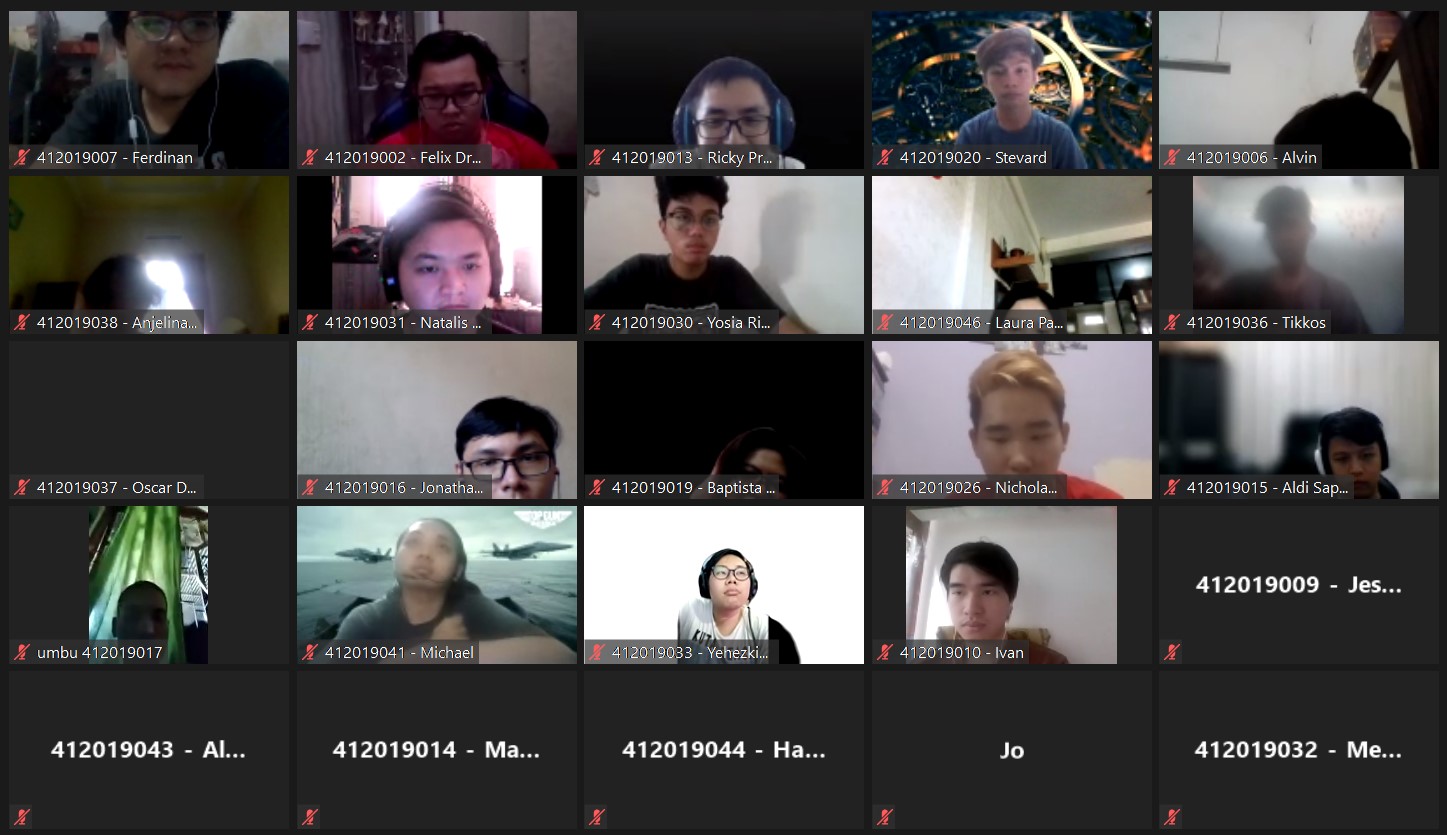 412019007 - Ferdinan
412019002 - Felix Dr...
412019013 - Ricky Pr...
412019020 - Stevard
412019006 - Alvin
412019038 - Anjelina...
412019031 - Natalis ...
412019030 - Yosia Ri...
412019046 - Laura Pa...
412019036 - Tikkos
412019037 - Oscar D...
412019016 - Jonatha...
412019019 - Baptista ...
412019026 - Nichola...
412019015 - Aldi Sap...
umbu 412019017
TOP GUN
412019041 - Michael
412019033 - Yehezki...
412019010 - Ivan
412019009 - Jes...
412019043 - Al...
412019014 - Ma...
412019044 - Ha...
Jo
412019032 - Me...